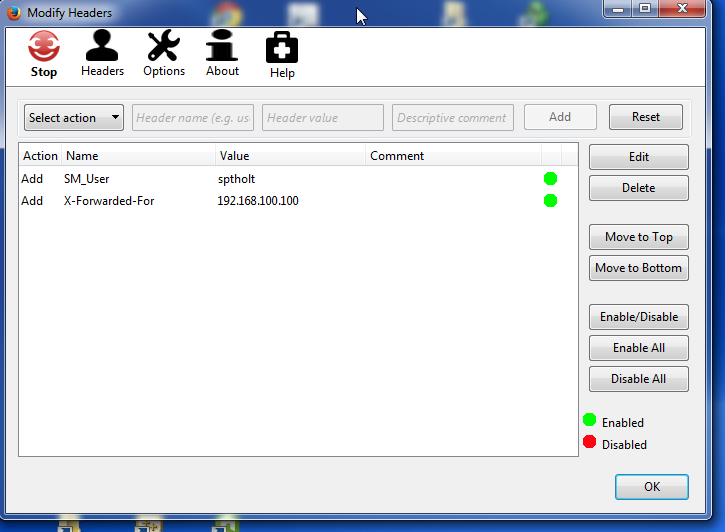 Modify Headers
Stop Headers Options About Help
Select action Header name (e.g. us Header value Descriptive comment Add Reset
Action Name Value Comment
Add SM_User sptholt
Add X-Forwarded-For 192.168.100.100
Edit
Delete
Move to Top
Move to Bottom
Enable/Disable
Enable All
Disable All
Enabled
Disabled
OK